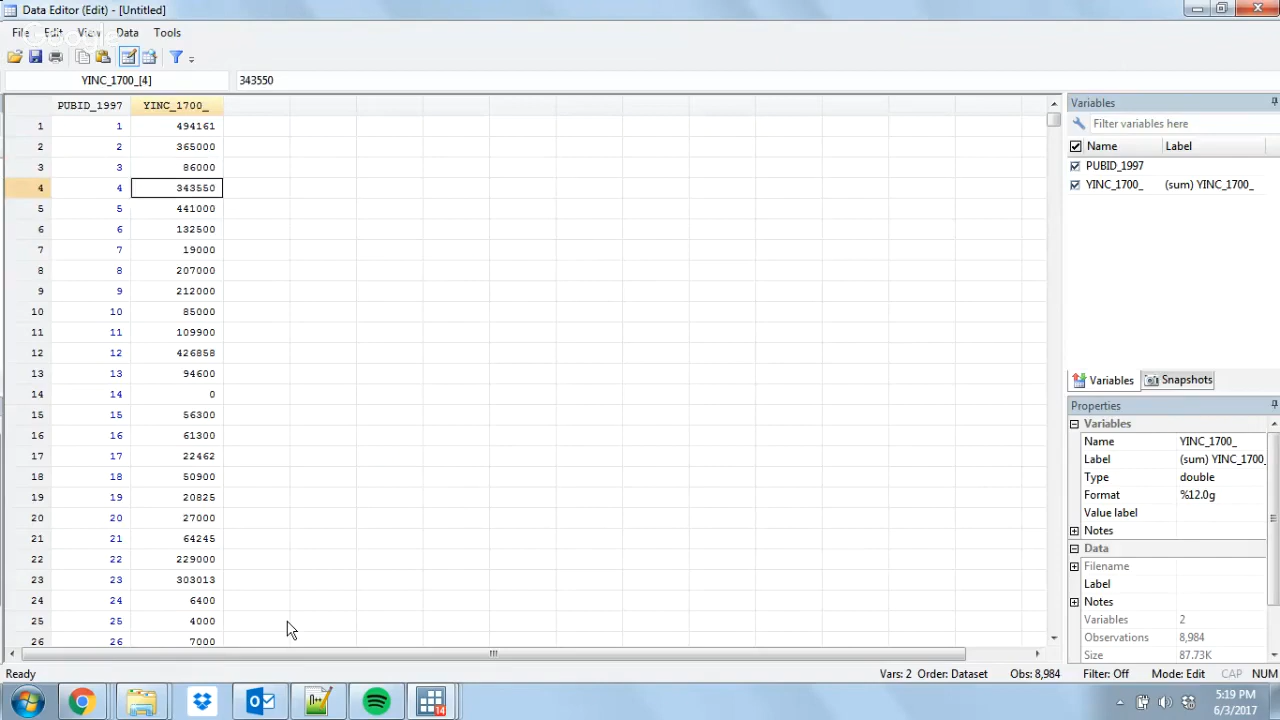 Data Editor (Edit) - [Untitled]
File Edit View Data Tools
Google
YINC_1700_[4] 343550
PUBID_1997 YINC_1700_
1 1 494161
2 2 365000
3 3 86000
4 4 343550
5 5 441000
6 6 132500
7 7 19000
8 8 207000
9 9 212000
10 10 85000
11 11 109900
12 12 426858
13 13 94600
14 14 0
15 15 56300
16 16 61300
17 17 22462
18 18 50900
19 19 20825
20 20 27000
21 21 64245
22 22 229000
23 23 303013
24 24 6400
25 25 4000
26 26 7000
Variables
Filter variables here
Name Label
PUBID_1997
YINC_1700_ (sum) YINC_1700_
Variables Snapshots
Properties
Variables
Name YINC_1700_
Label (sum) YINC_1700_
Type double
Format %12.0g
Value label
Notes
Data
Filename
Label
Notes
Variables 2
Observations 8,984
Size 87.73K
Ready Vars: 2 Order: Dataset Obs: 8,984 Filter: Off Mode: Edit CAP NUM
14
5:19 PM
6/3/2017